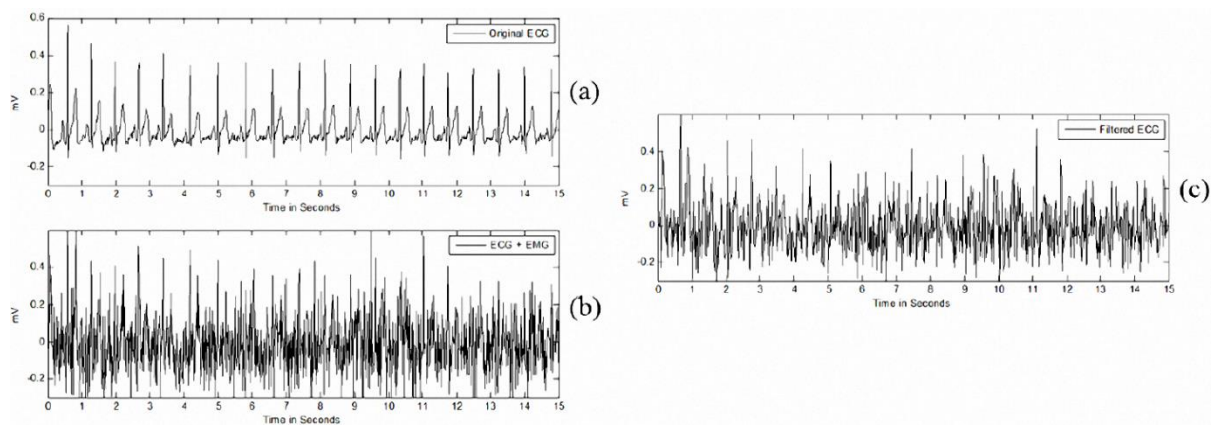 0.6
Original ECG
0.4
mV
0.2
0
-0.2
0 1 2 3 4 5 6 7 8 9 10 11 12 13 14 15
Time in Seconds
(a)
ECG + EMG
0.4
mV
0.2
0
-0.2
0 1 2 3 4 5 6 7 8 9 10 11 12 13 14 15
Time in Seconds
(b)
Filtered ECG
0.4
mV
0.2
0
-0.2
0 1 2 3 4 5 6 7 8 9 10 11 12 13 14 15
Time in Seconds
(c)